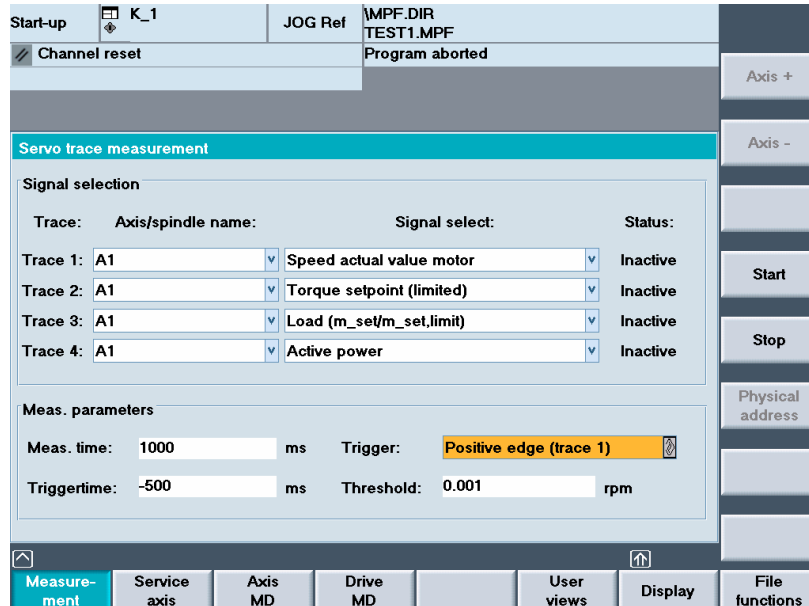 Start-up K_1 JOG Ref \MPF.DIR
TEST1.MPF
Channel reset Program aborted
Axis +
Servo trace measurement
Axis -
Signal selection
Trace: Axis/spindle name: Signal select: Status:
Trace 1: A1 Speed actual value motor Inactive
Start
Trace 2: A1 Torque setpoint (limited) Inactive
Trace 3: A1 Load (m_set/m_set,limit) Inactive
Stop
Trace 4: A1 Active power Inactive
Physical
address
Meas. parameters
Meas. time: 1000 ms Trigger: Positive edge (trace 1)
Triggertime: -500 ms Threshold: 0.001 rpm
Measure-
ment
Service
axis
Axis
MD
Drive
MD
User
views
Display
File
functions